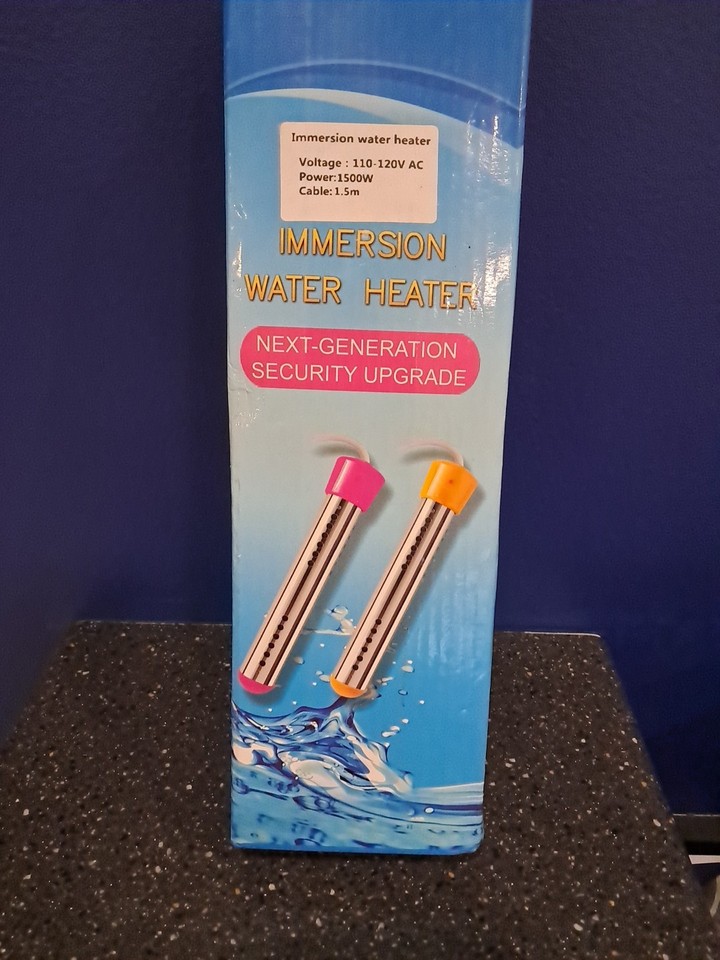 Immersion water heater
Voltage : 110-120V AC
Power:1500W
Cable: 1.5m
IMMERSION
WATER HEATER
NEXT-GENERATION
SECURITY UPGRADE